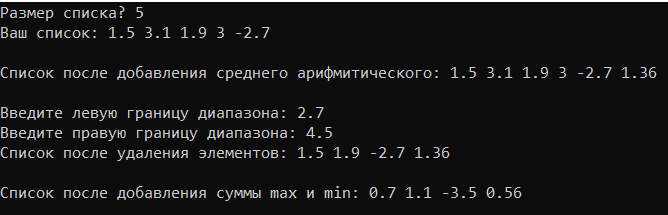 Размер списка? 5
Ваш список: 1.5 3.1 1.9 3 -2.7
Список после добавления среднего арифмитического: 1.5 3.1 1.9 3 -2.7 1.36
Введите левую границу диапазона: 2.7
Введите правую границу диапазона: 4.5
Список после удаления элементов: 1.5 1.9 -2.7 1.36
Список после добавления суммы max и min: 0.7 1.1 -3.5 0.56